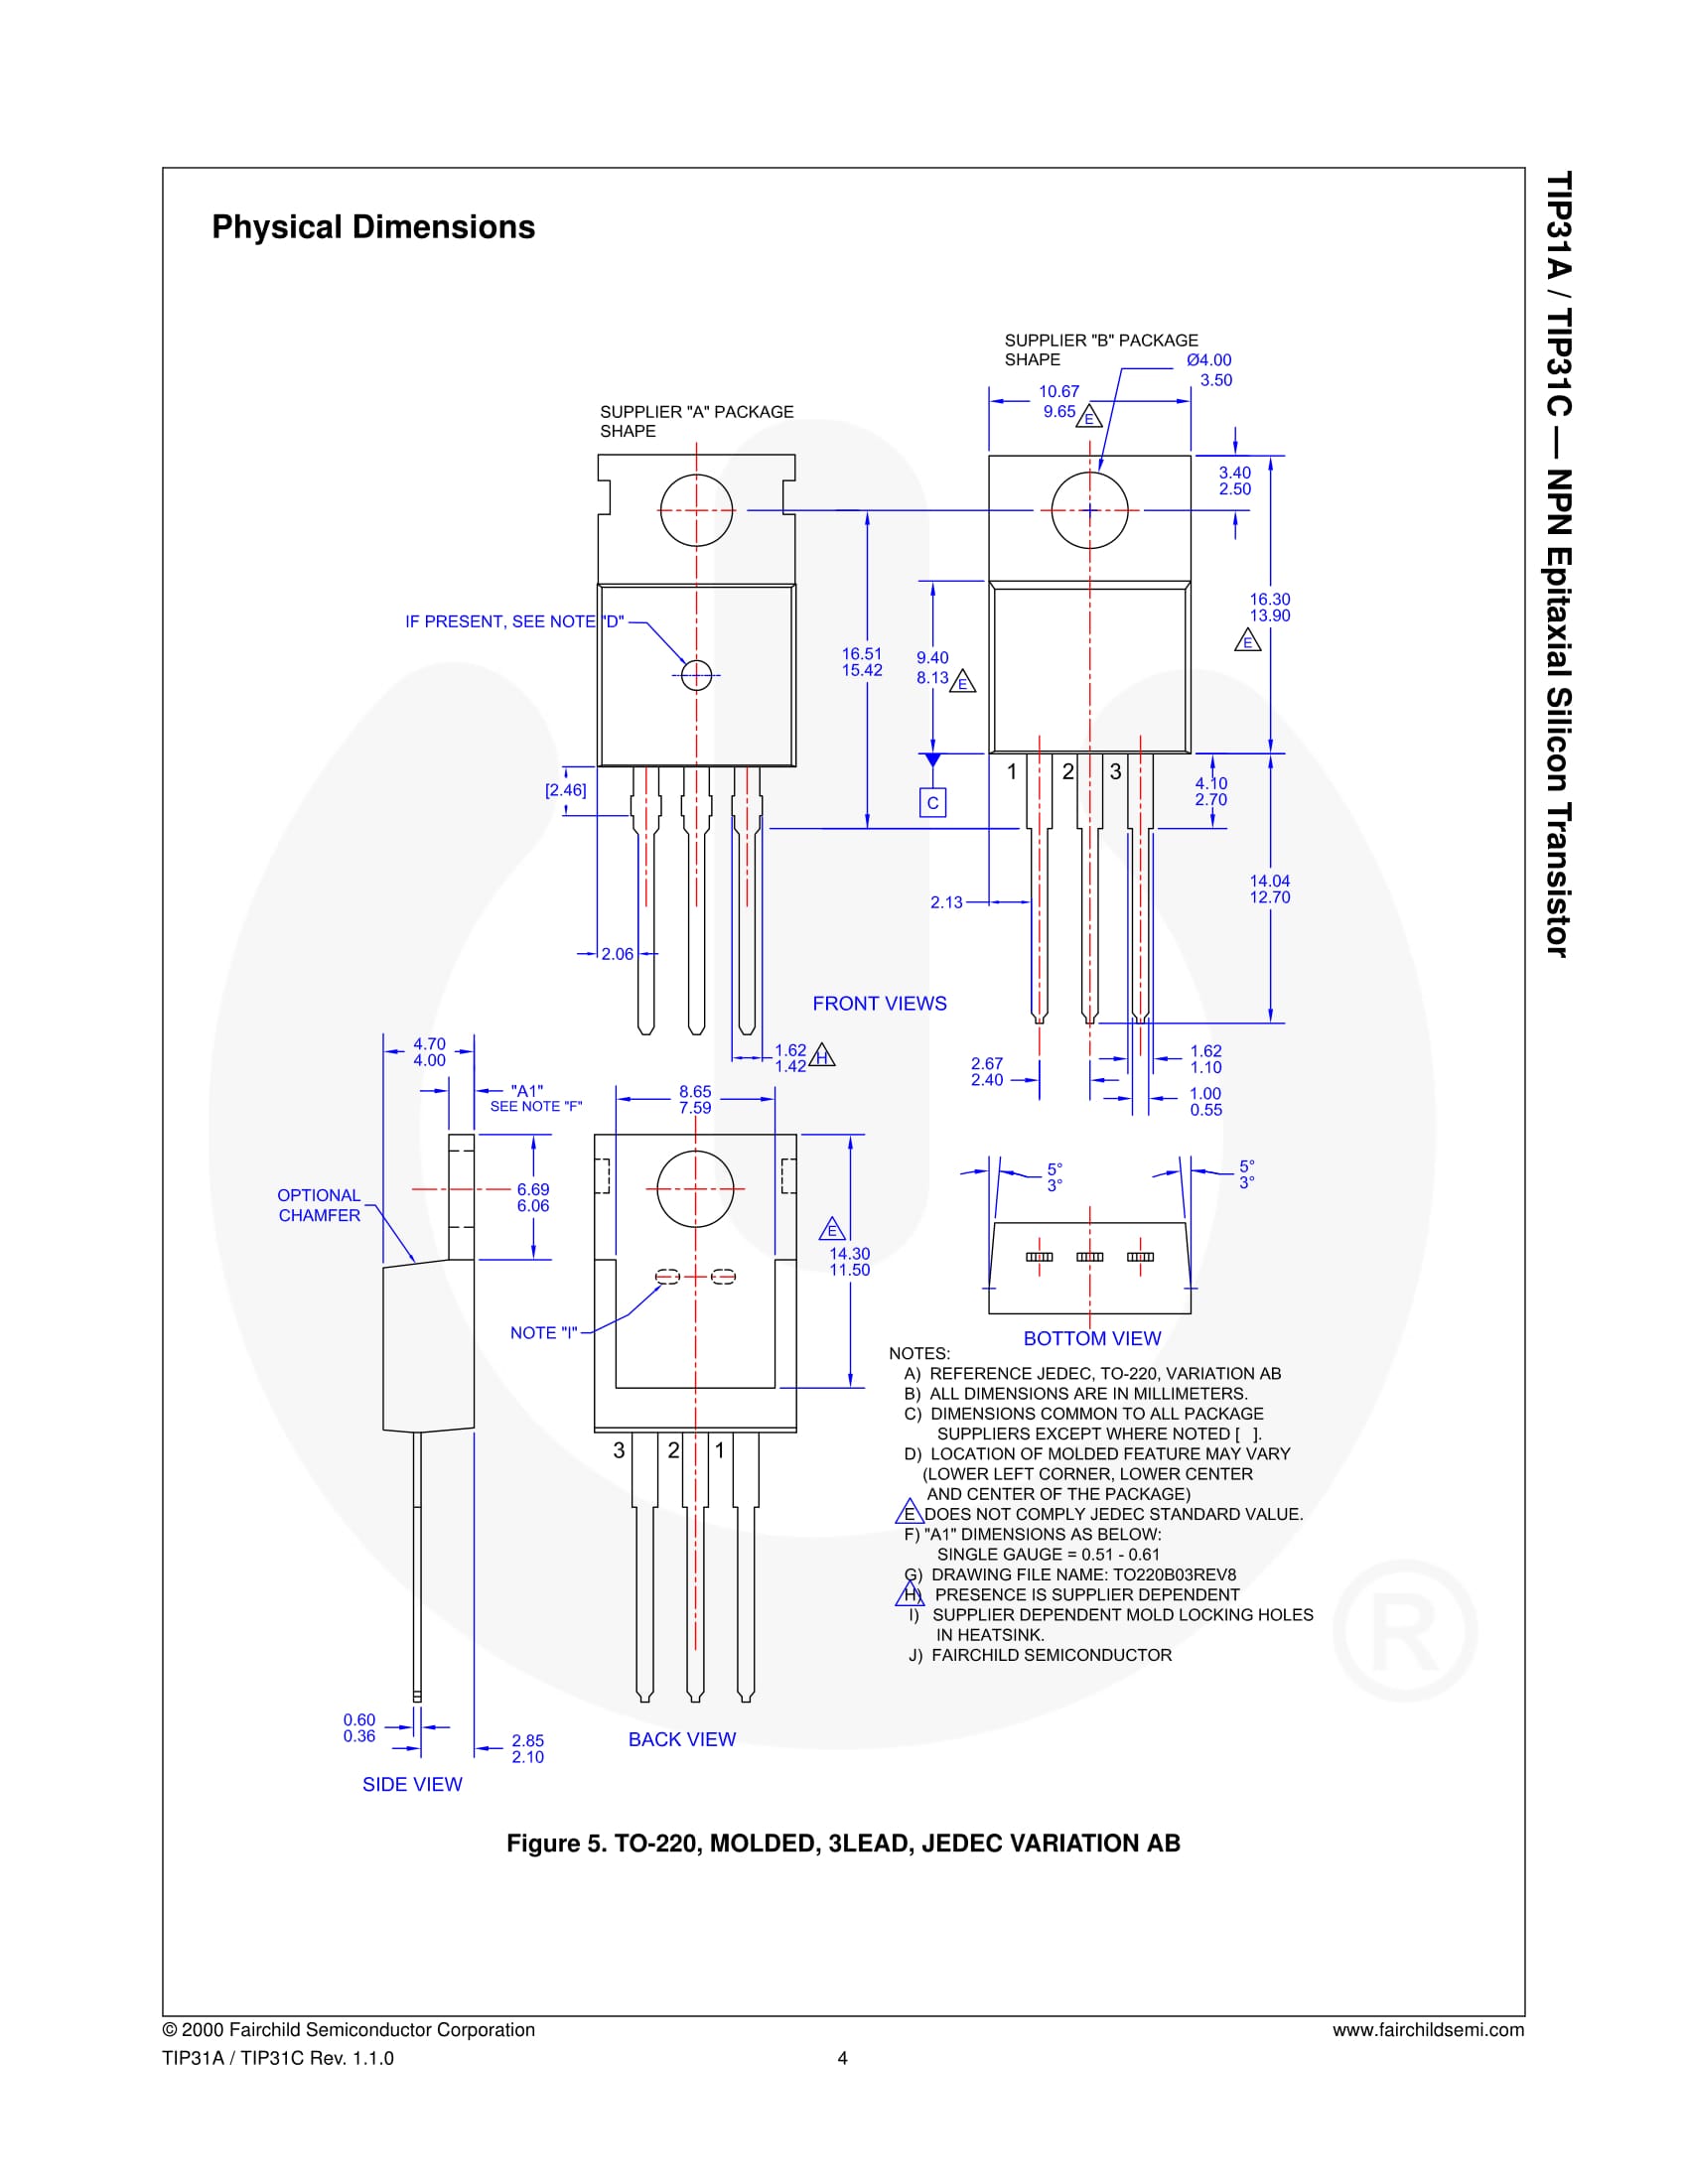 TIP31A / TIP31C — NPN Epitaxial Silicon Transistor
Physical Dimensions
SUPPLIER "B" PACKAGE
SHAPE
Ø4.00
3.50
10.67
9.65
E
SUPPLIER "A" PACKAGE
SHAPE
3.40
2.50
16.30
13.90
E
IF PRESENT, SEE NOTE "D"
16.51
15.42
9.40
8.13
E
1 2 3
[2.46]
C
4.10
2.70
14.04
12.70
2.13
2.06
FRONT VIEWS
1.62
1.42
H
2.67
2.40
1.62
1.10
1.00
0.55
4.70
4.00
"A1"
SEE NOTE "F"
8.65
7.59
OPTIONAL
CHAMFER
6.69
6.06
E
14.30
11.50
5°
3°
5°
3°
NOTE "I"
BOTTOM VIEW
3 2 1
NOTES:
A) REFERENCE JEDEC, TO-220, VARIATION AB
B) ALL DIMENSIONS ARE IN MILLIMETERS.
C) DIMENSIONS COMMON TO ALL PACKAGE
SUPPLIERS EXCEPT WHERE NOTED [ ].
D) LOCATION OF MOLDED FEATURE MAY VARY
(LOWER LEFT CORNER, LOWER CENTER
AND CENTER OF THE PACKAGE)
E DOES NOT COMPLY JEDEC STANDARD VALUE.
F) "A1" DIMENSIONS AS BELOW:
SINGLE GAUGE = 0.51 - 0.61
G) DRAWING FILE NAME: TO220B03REV8
H) PRESENCE IS SUPPLIER DEPENDENT
I) SUPPLIER DEPENDENT MOLD LOCKING HOLES
IN HEATSINK.
J) FAIRCHILD SEMICONDUCTOR
®
0.60
0.36
2.85
2.10
BACK VIEW
SIDE VIEW
Figure 5. TO-220, MOLDED, 3LEAD, JEDEC VARIATION AB
© 2000 Fairchild Semiconductor Corporation
www.fairchildsemi.com
TIP31A / TIP31C Rev. 1.1.0
4